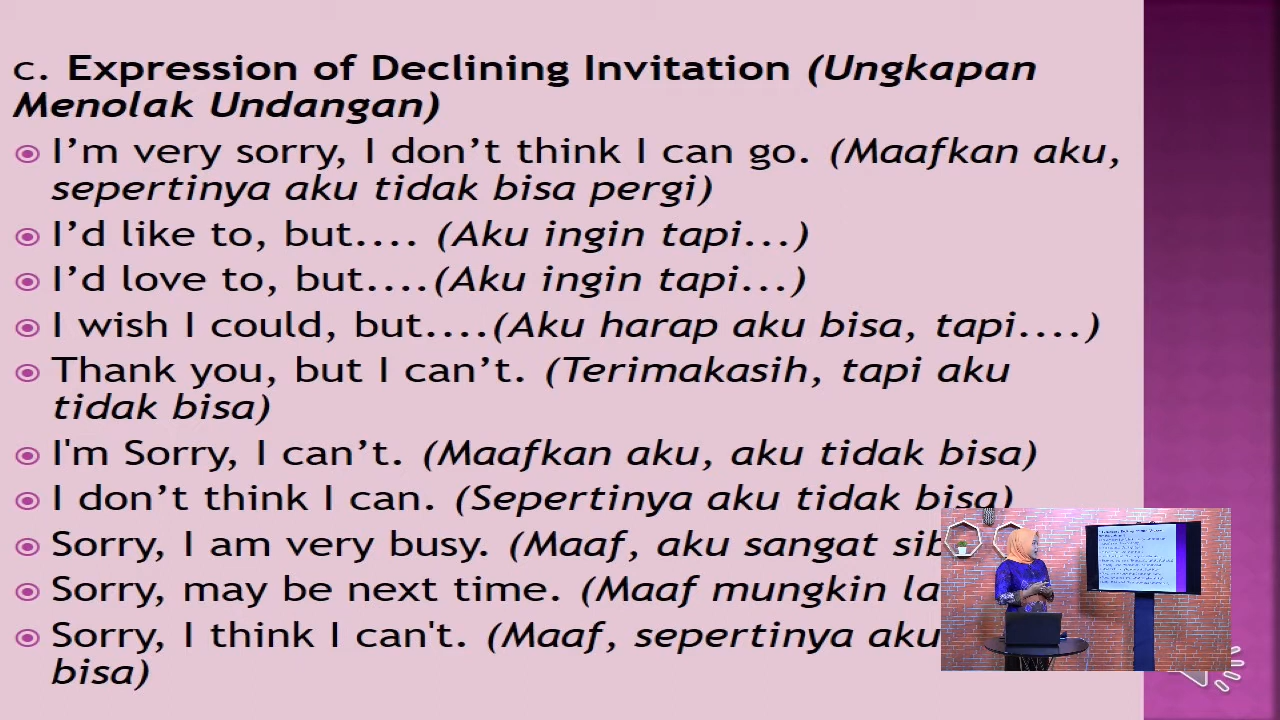 c. Expression of Declining Invitation (Ungkapan
Menolak Undangan)
I’m very sorry, I don’t think I can go. (Maafkan aku,
sepertinya aku tidak bisa pergi)
I’d like to, but.... (Aku ingin tapi...)
I’d love to, but....(Aku ingin tapi...)
I wish I could, but....(Aku harap aku bisa, tapi....)
Thank you, but I can’t. (Terimakasih, tapi aku
tidak bisa)
I'm Sorry, I can’t. (Maafkan aku, aku tidak bisa)
I don’t think I can. (Sepertinya aku tidak bisa)
Sorry, I am very busy. (Maaf, aku sangat
Sorry, may be next time. (Maaf mungkin
Sorry, I think I can't. (Maaf, sepertinya aku
bisa)